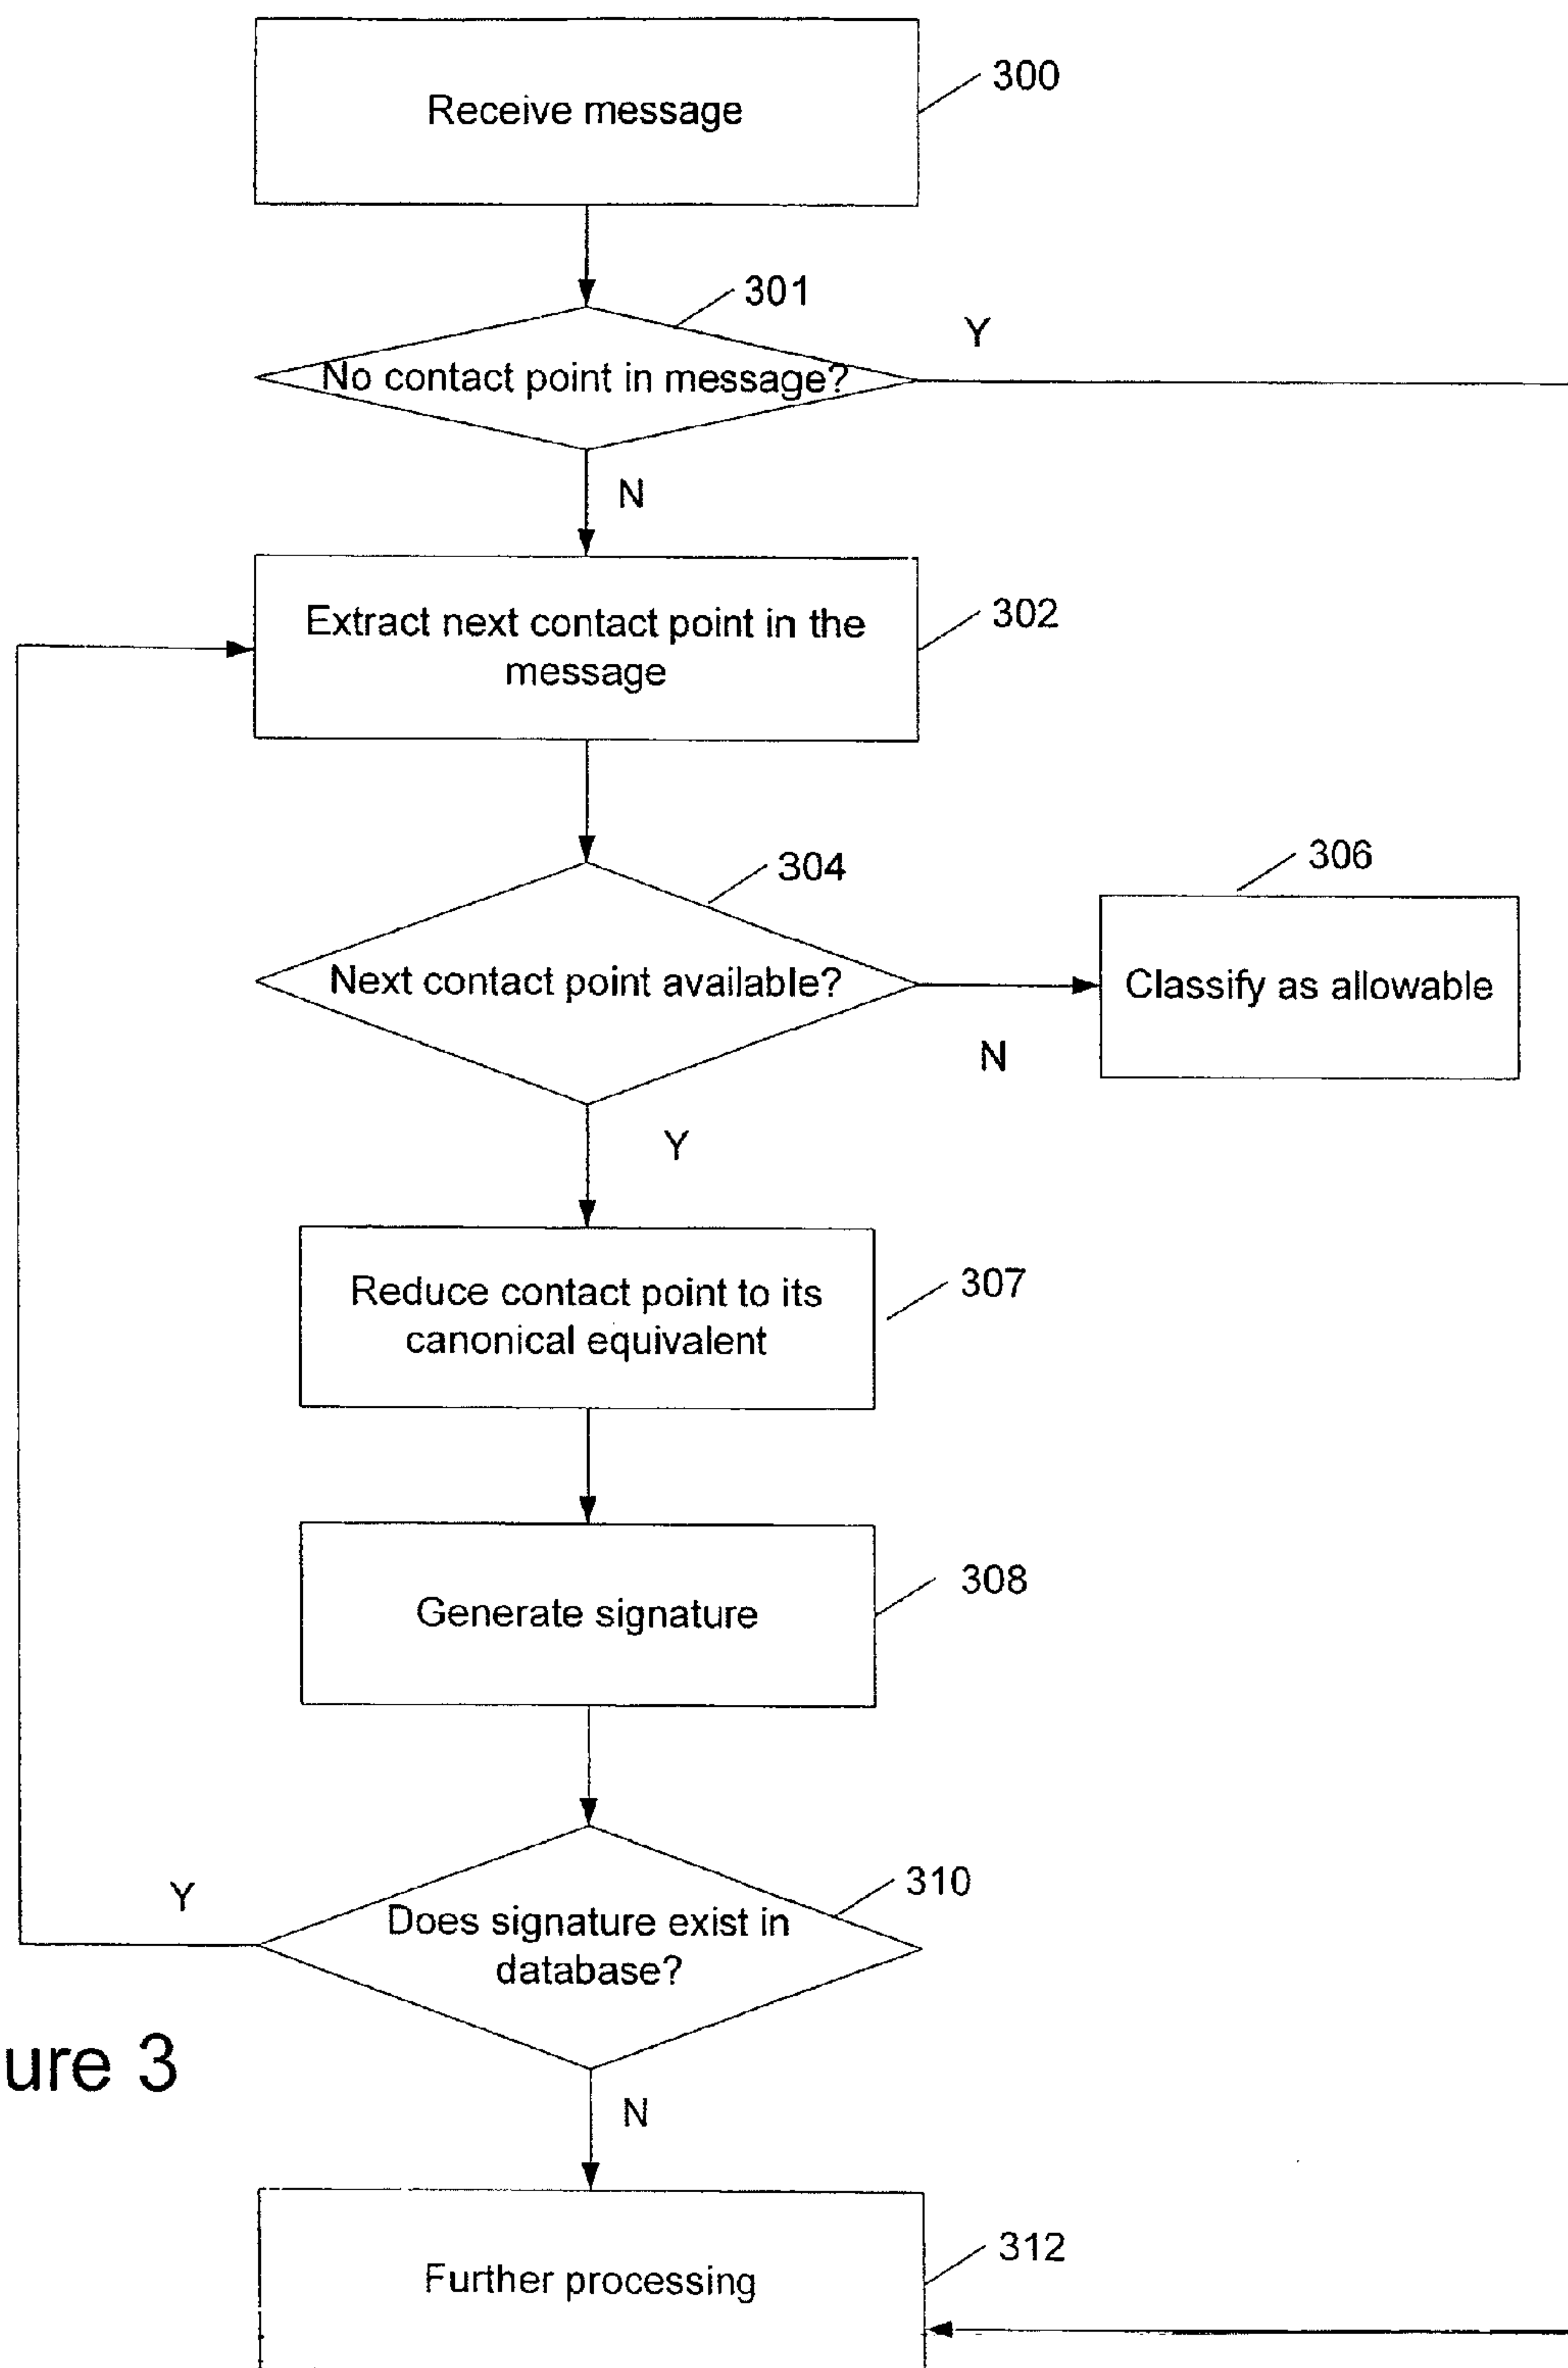 Receive message
300
301
No contact point in message?
Y
N
Extract next contact point in the
message
302
304
Next contact point available?
N
306
Classify as allowable
Y
Reduce contact point to its
canonical equivalent
307
Generate signature
308
310
Y
Does signature exist in
database?
ure 3
N
Further processing
312